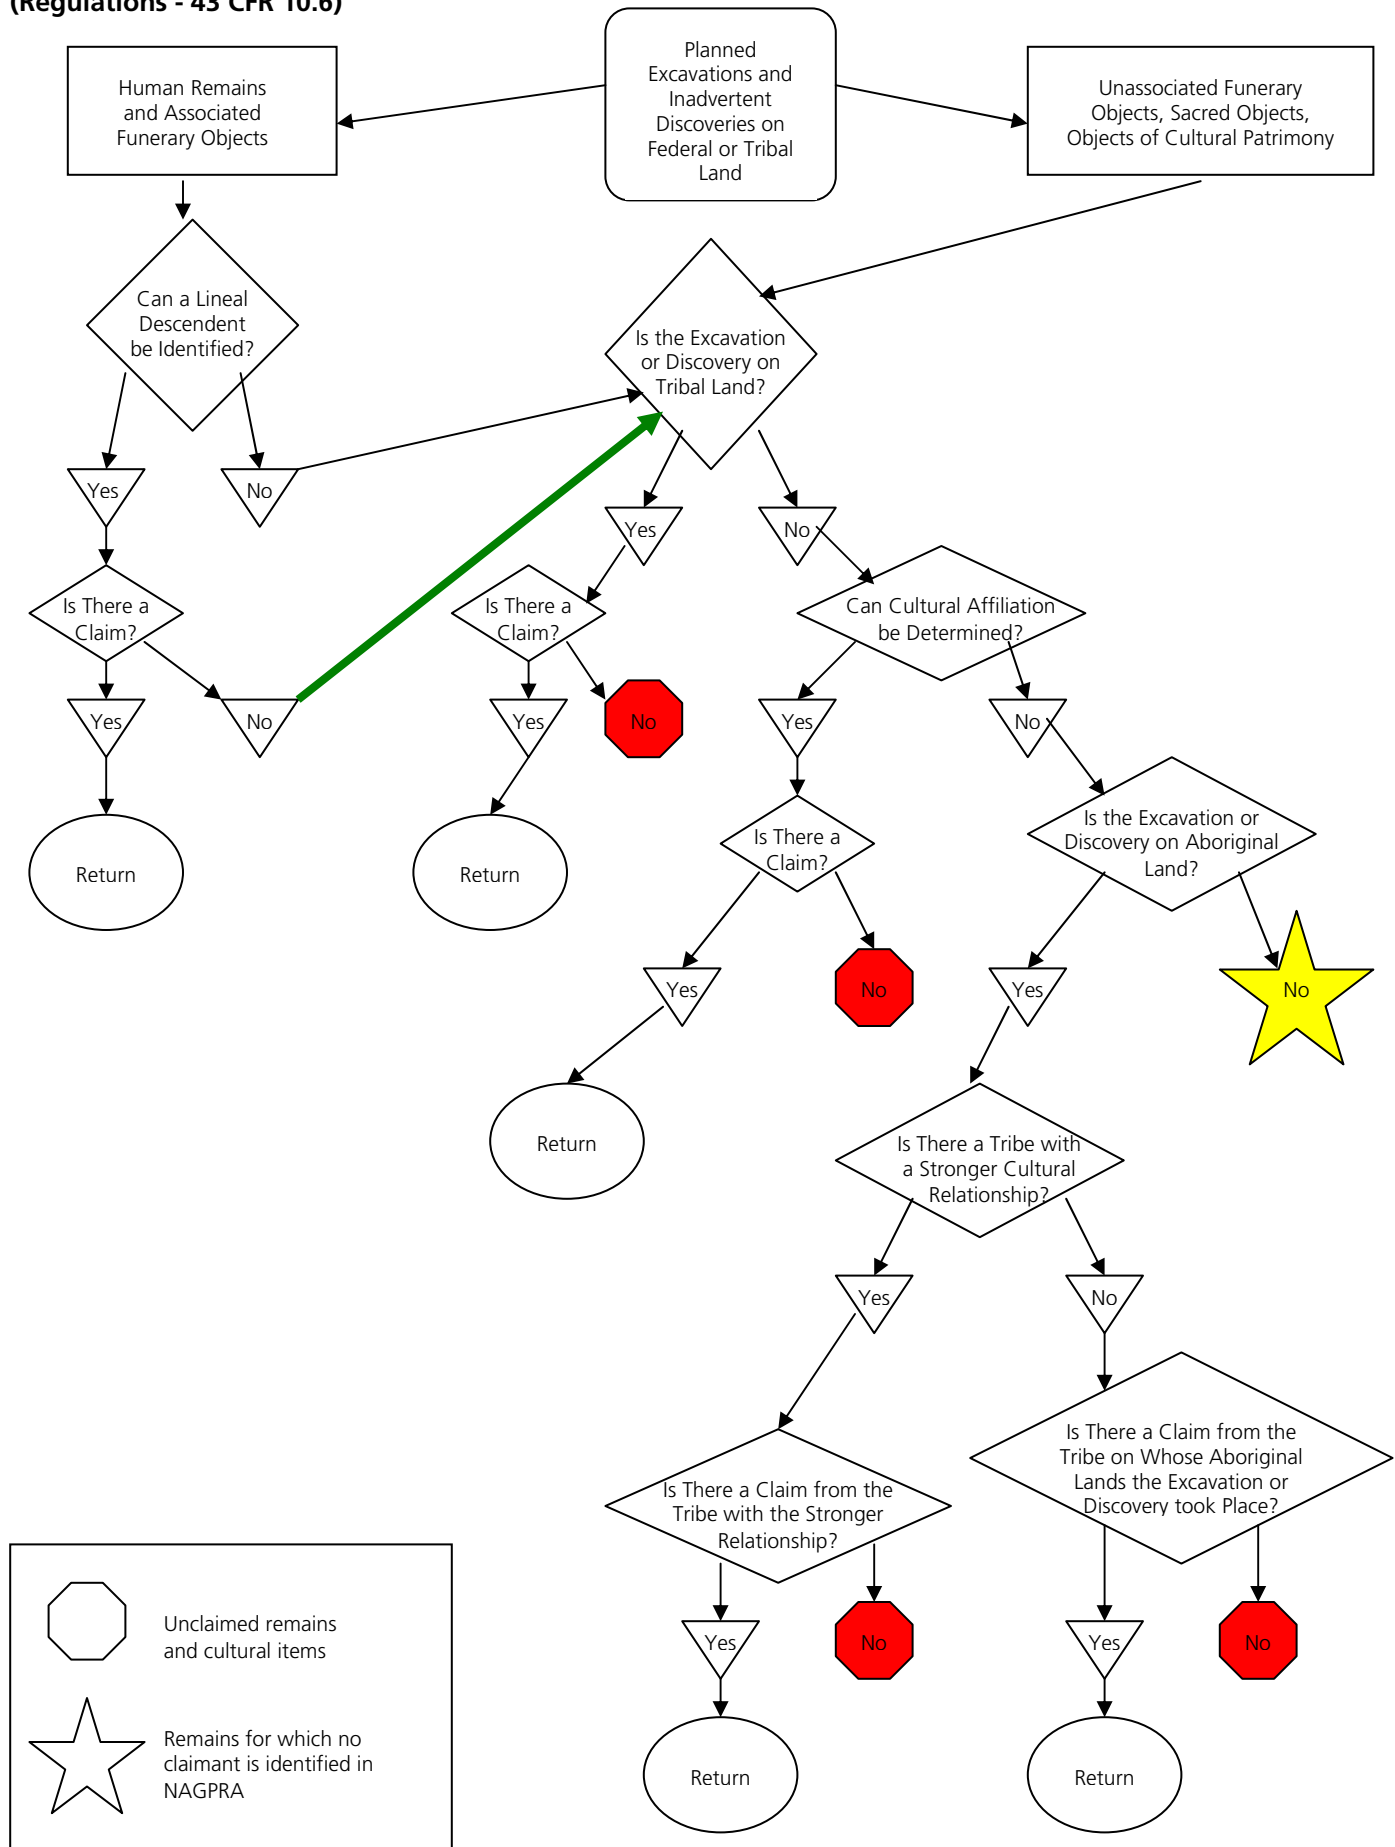 (Regulations - 43 CFR 10.6)
Human Remains
and Associated
Funerary Objects
Planned
Excavations and
Inadvertent
Discoveries on
Federal or Tribal
Land
Unassociated Funerary
Objects, Sacred Objects,
Objects of Cultural Patrimony
Can a Lineal
Descendent
be Identified?
Is the Excavation
or Discovery on
Tribal Land?
Yes
No
Yes
No
Is There a
Claim?
Is There a
Claim?
Can Cultural Affiliation
be Determined?
Yes
No
Yes
No
Yes
No
Is There a
Claim?
Is the Excavation or
Discovery on Aboriginal
Land?
Return
Return
Yes
No
Yes
No
Return
Is There a Tribe with
a Stronger Cultural
Relationship?
Yes
No
Is There a Claim from the
Tribe with the Stronger
Relationship?
Is There a Claim from the
Tribe on Whose Aboriginal
Lands the Excavation or
Discovery took Place?
Yes
No
Yes
No
Return
Return
Unclaimed remains
and cultural items
Remains for which no
claimant is identified in
NAGPRA